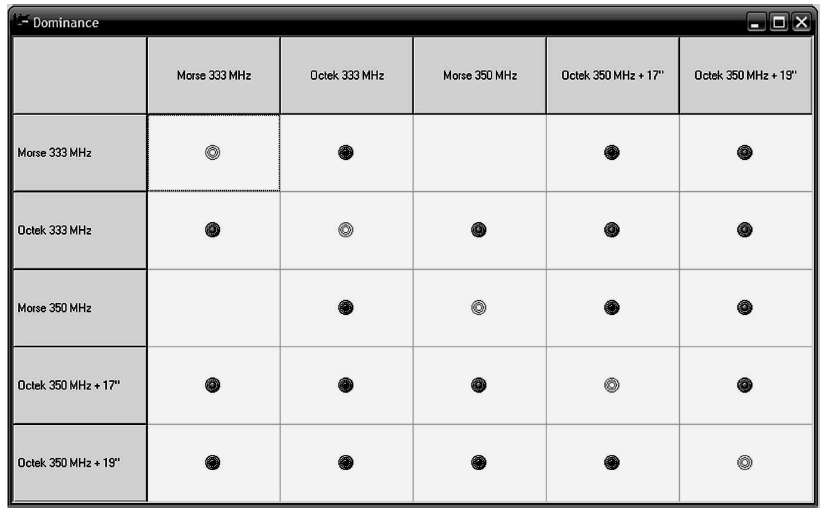 Dominance
Morse 333 MHz Octek 333 MHz Morse 350 MHz Octek 350 MHz + 17" Octek 350 MHz + 19"
Morse 333 MHz
Octek 333 MHz
Morse 350 MHz
Octek 350 MHz + 17"
Octek 350 MHz + 19"